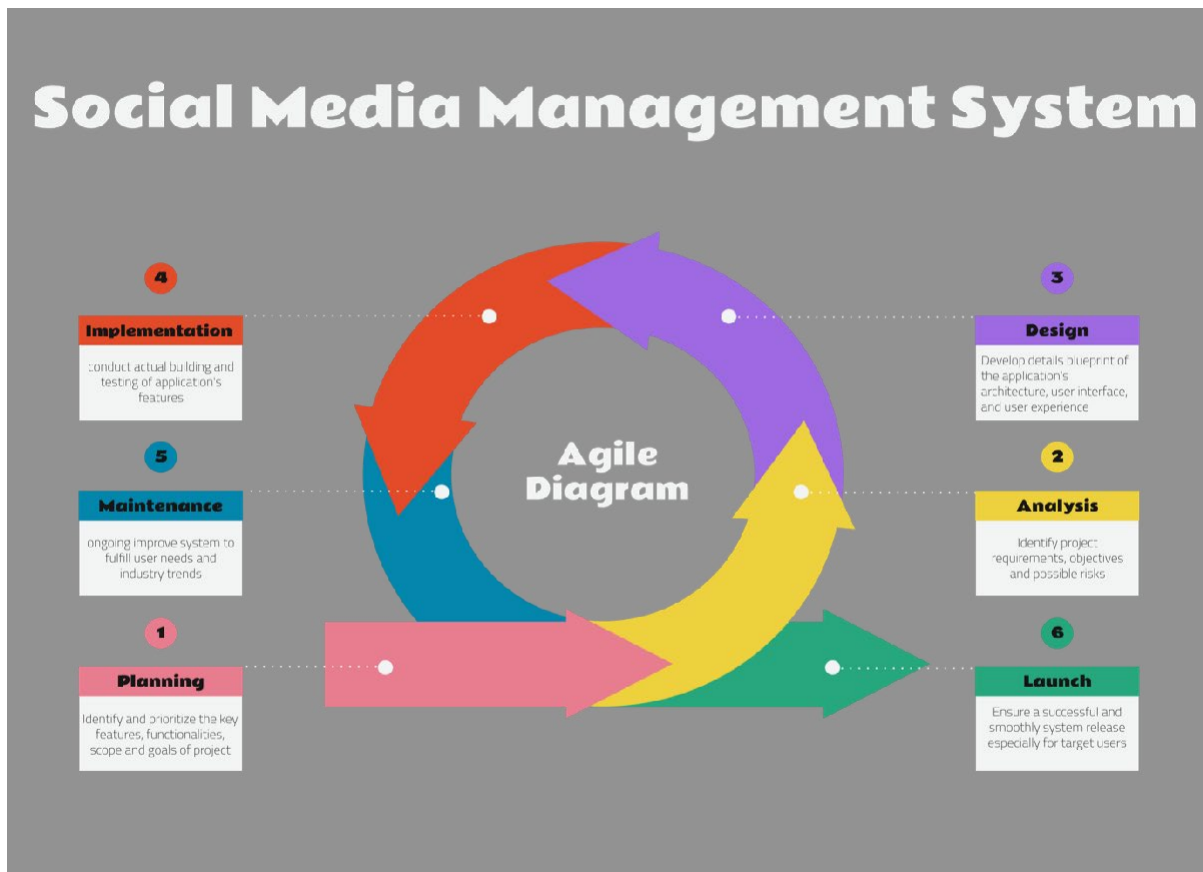 Social Media Management System
4
Implementation
conduct actual building and
testing of application's
features
3
Design
Develop details blueprint of
the application's
architecture, user interface,
and user experience
Agile
Diagram
5
Maintenance
ongoing improve system to
fulfill user needs and
industry trends
2
Analysis
Identify project
requirements, objectives
and possible risks
1
Planning
Identify and prioritize the key
features, functionalities,
scope and goals of project
6
Launch
Ensure a successful and
smoothly system release
especially for target users